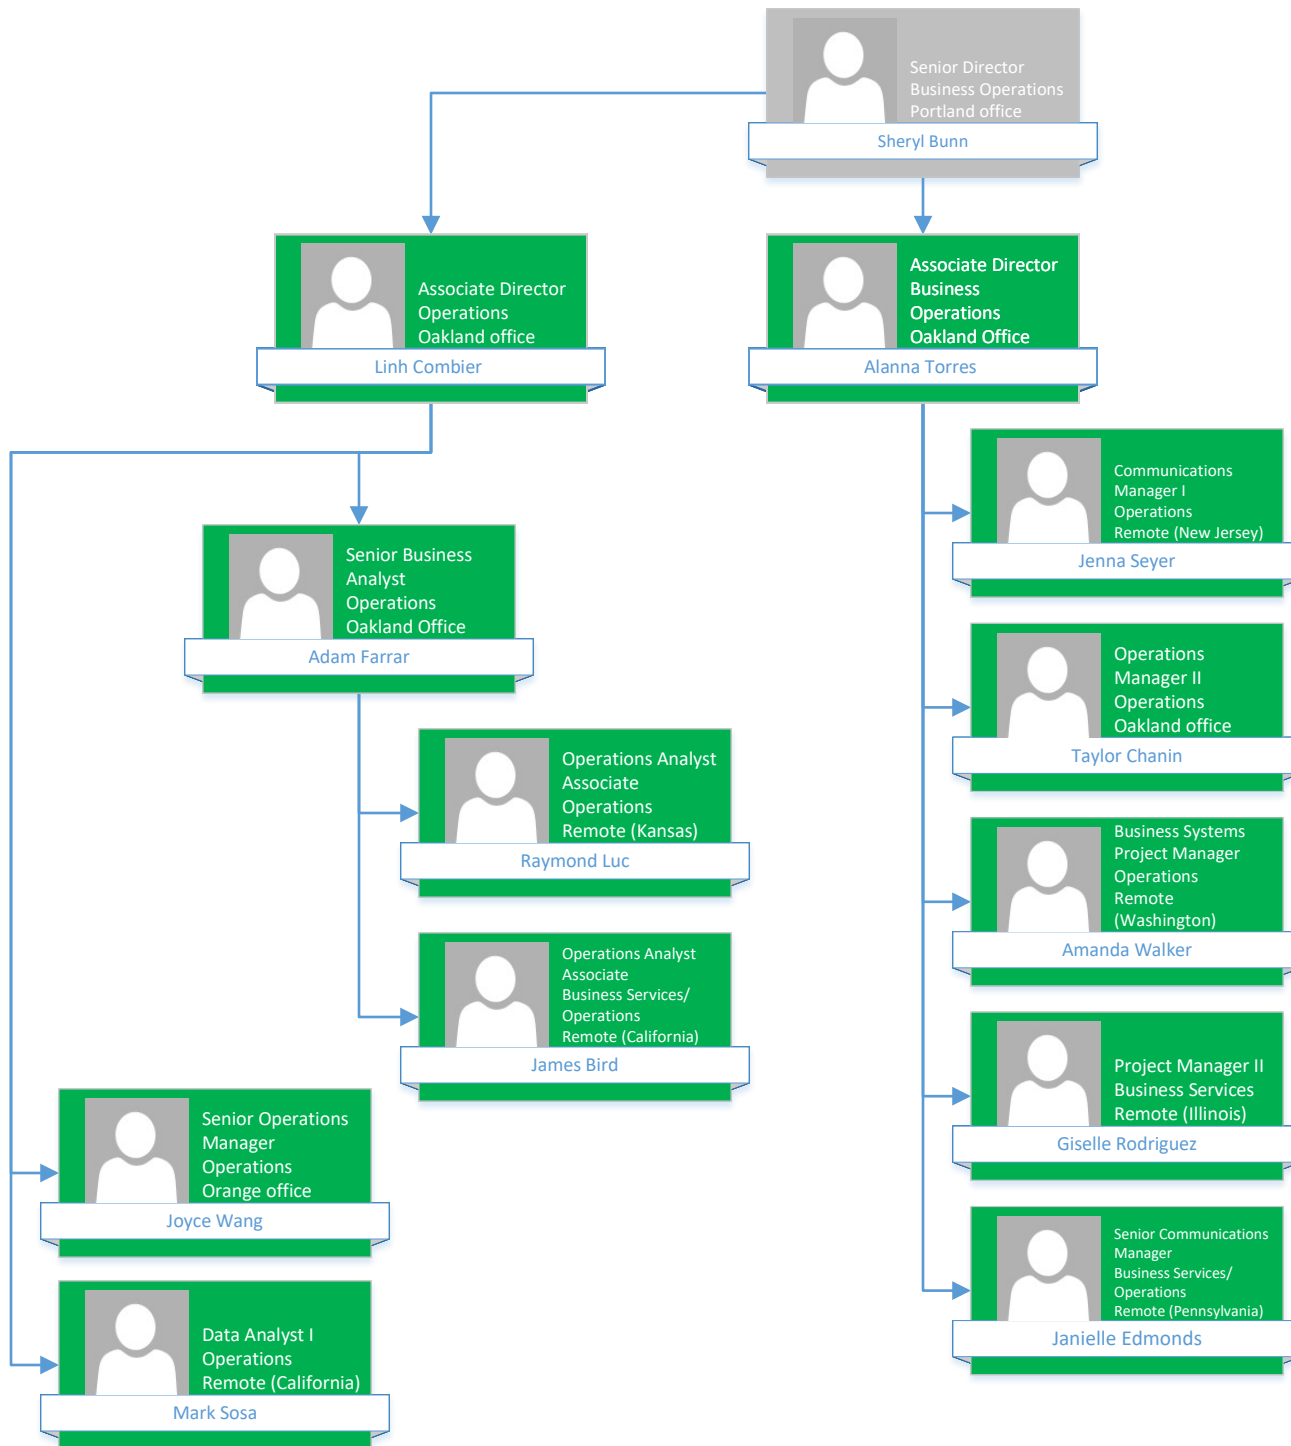 Senior Director
Business Operations
Portland office
Sheryl Bunn
Associate Director
Operations
Oakland office
Linh Combier
Associate Director
Business
Operations
Oakland Office
Alanna Torres
Senior Business
Analyst
Operations
Oakland Office
Adam Farrar
Operations Analyst
Associate
Operations
Remote (Kansas)
Raymond Luc
Operations Analyst
Associate
Business Services/
Operations
Remote (California)
James Bird
Senior Operations
Manager
Operations
Orange office
Joyce Wang
Data Analyst I
Operations
Remote (California)
Mark Sosa
Communications
Manager I
Operations
Remote (New Jersey)
Jenna Seyer
Operations
Manager II
Operations
Oakland office
Taylor Chanin
Business Systems
Project Manager
Operations
Remote
(Washington)
Amanda Walker
Project Manager II
Business Services
Remote (Illinois)
Giselle Rodriguez
Senior Communications
Manager
Business Services/
Operations
Remote (Pennsylvania)
Janielle Edmonds